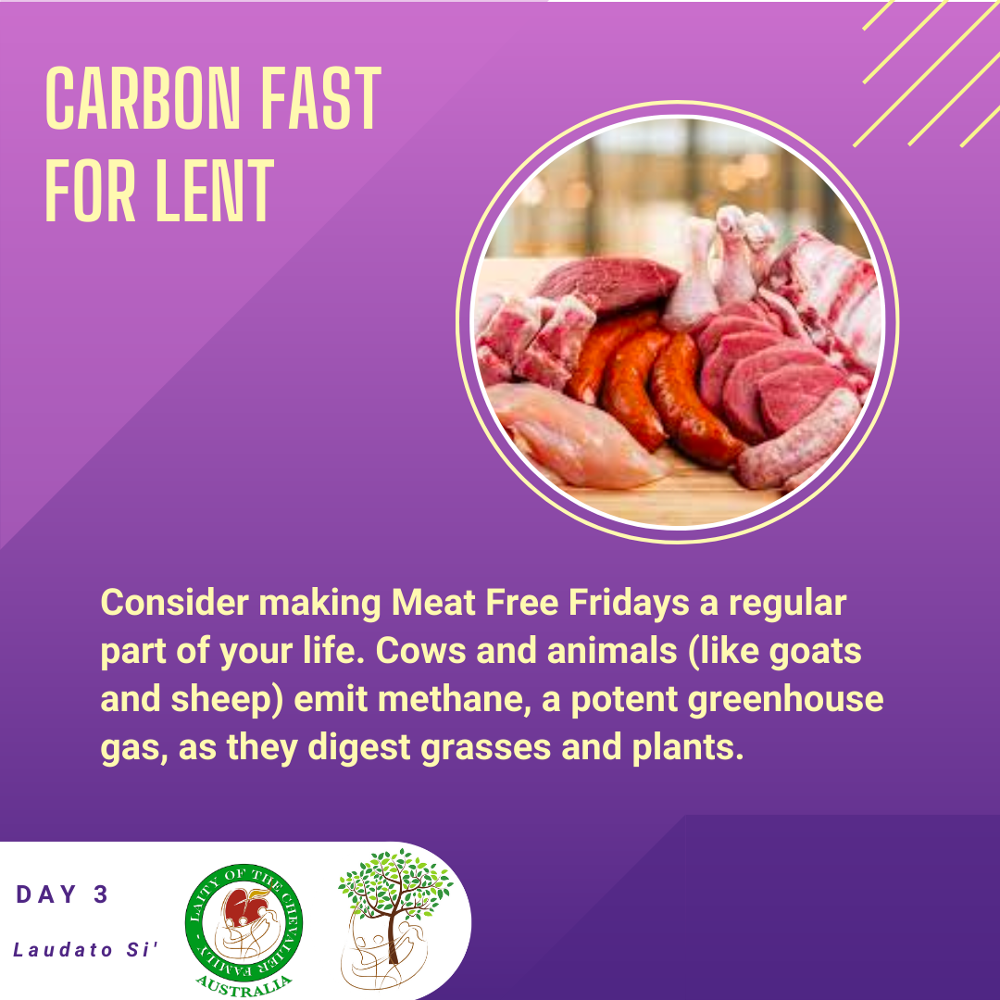 CARBON FAST
FOR LENT
Consider making Meat Free Fridays a regular
part of your life. Cows and animals (like goats
and sheep) emit methane, a potent greenhouse
gas, as they digest grasses and plants.
DAY 3
Laudato Si'
LAITY OF THE CHEVALIER FAMILY -
AUSTRALIA